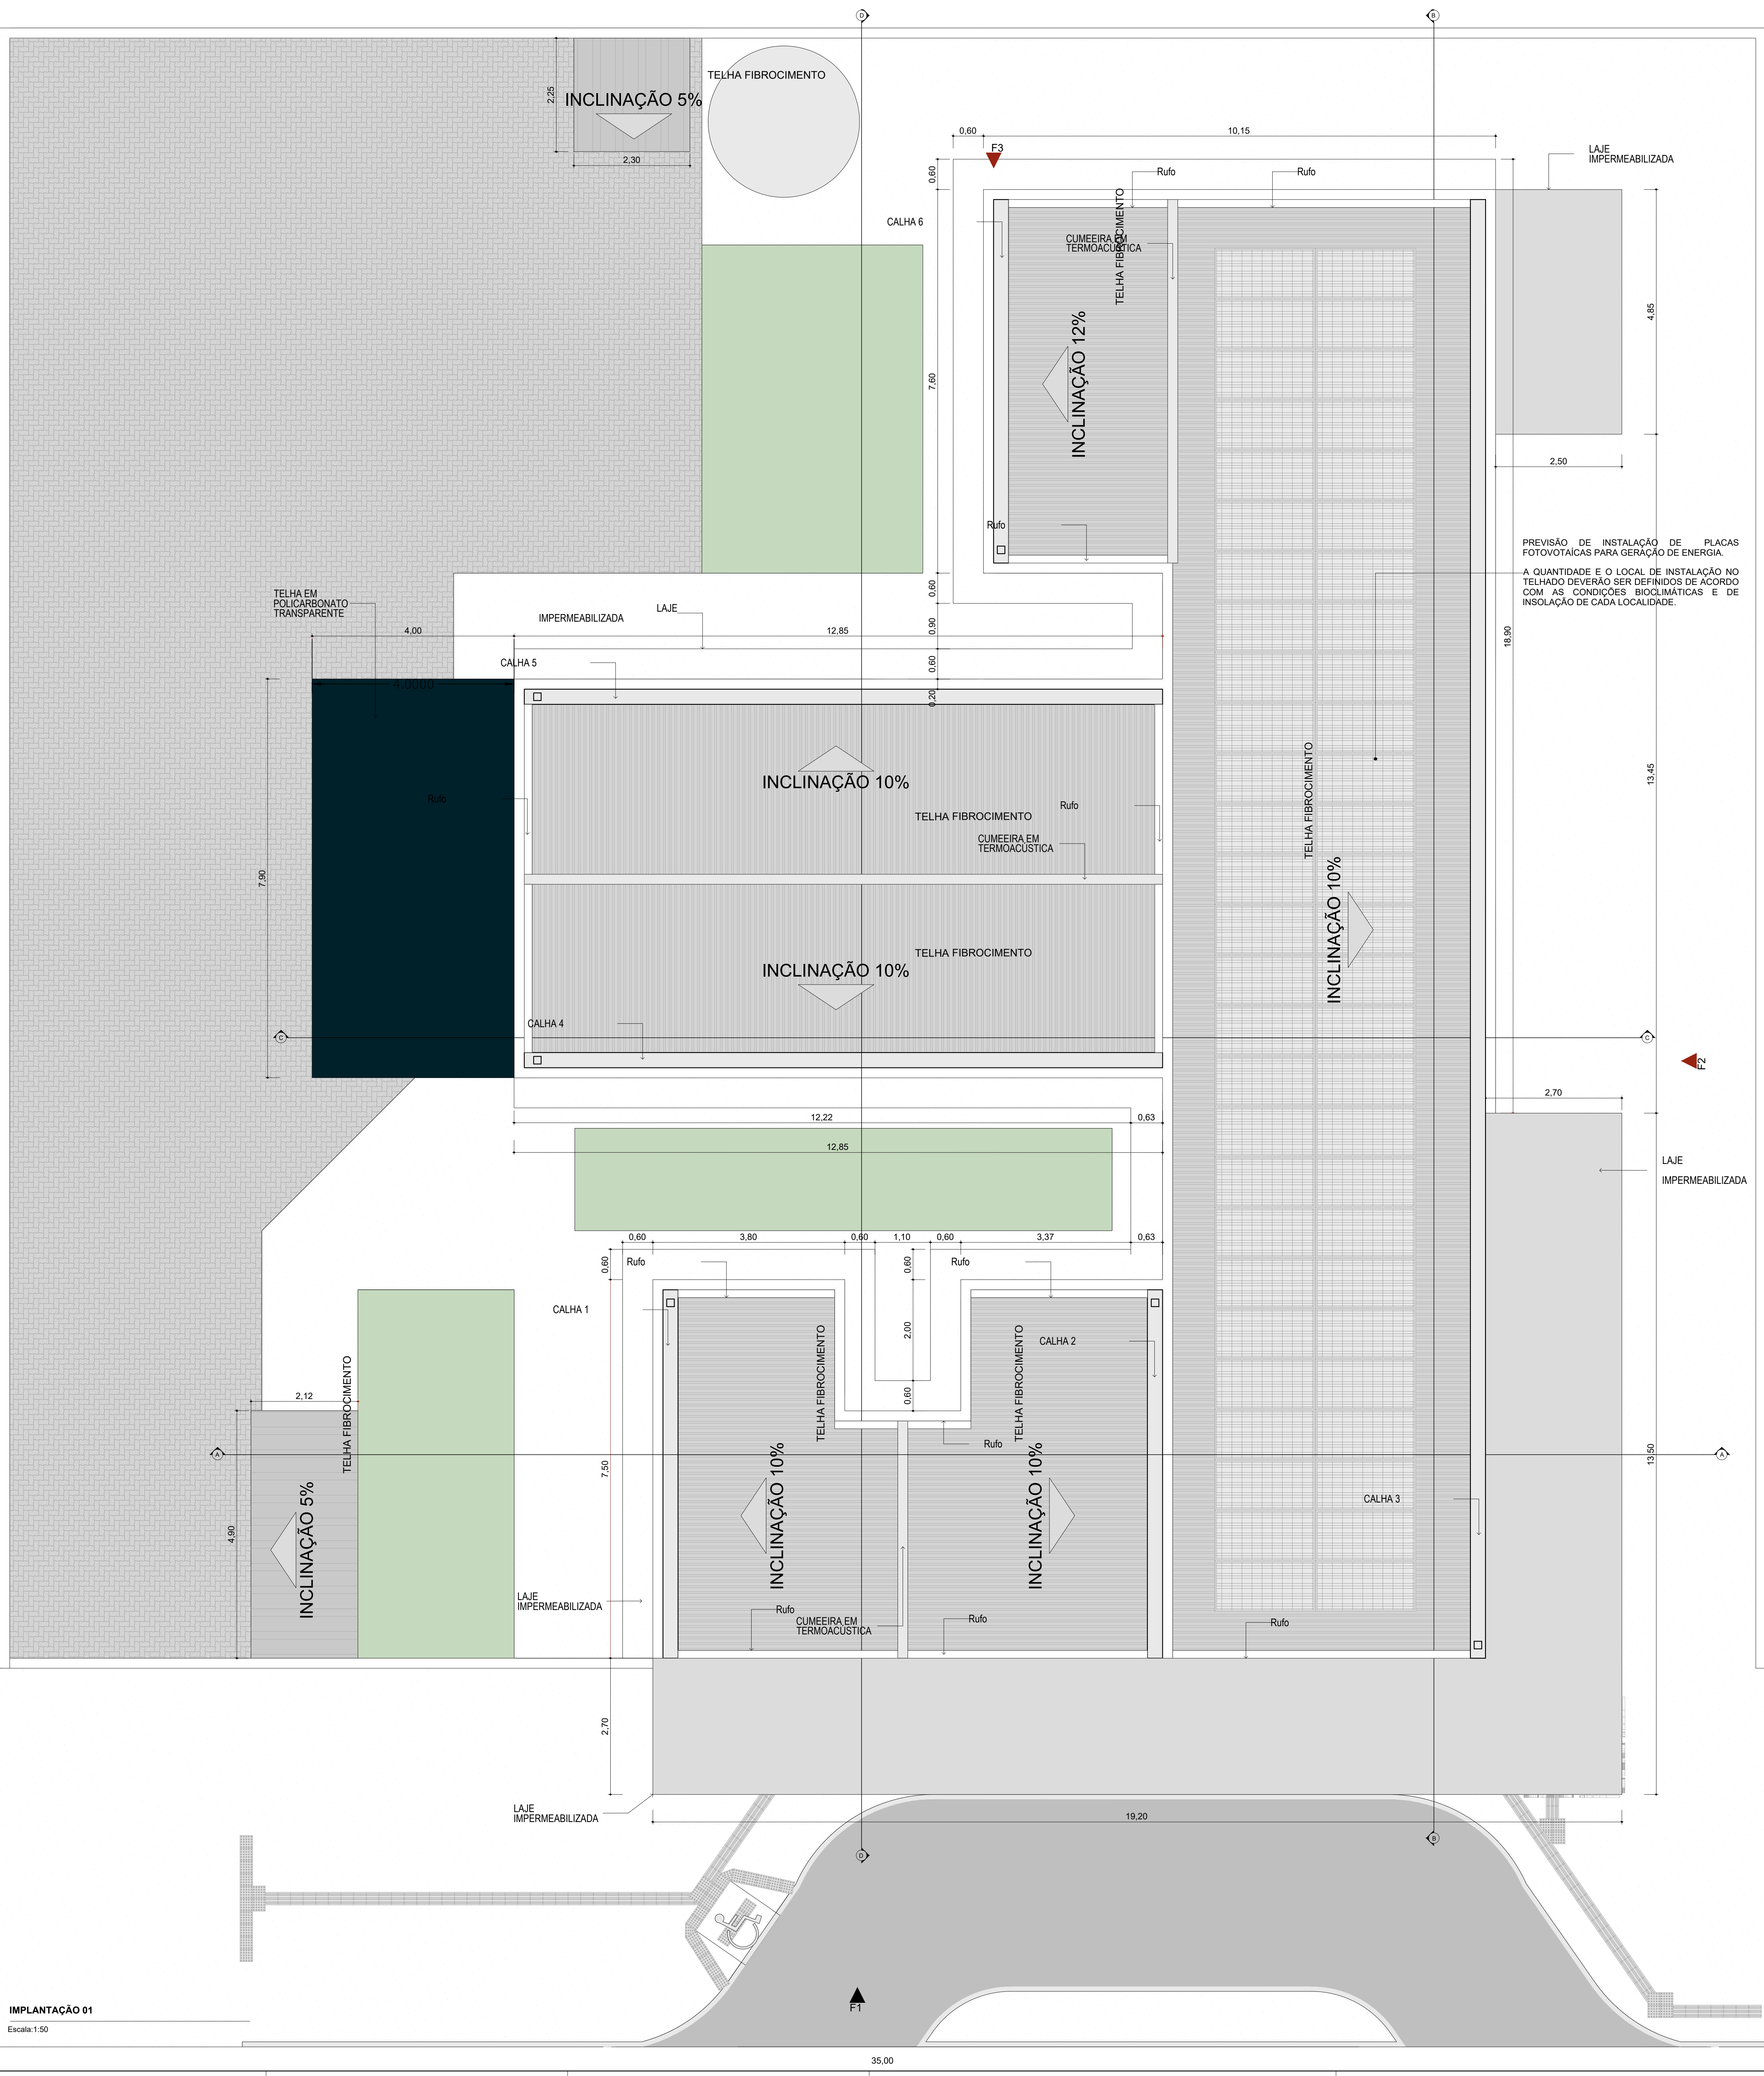 D
B
TELHA FIBROCIMENTO
INCLINAÇÃO 5%
2,25
2,30
0,60
10,15
F3
LAJE
IMPERMEABILIZADA
0,60
Rufo
Rufo
CALHA 6
CUMEEIRA EM
TERMOACÚSTICA
TELHA FIBROCIMENTO
INCLINAÇÃO 12%
7,60
4,85
2,50
Rufo
PREVISÃO DE INSTALAÇÃO DE PLACAS
FOTOVOTAÍCAS PARA GERAÇÃO DE ENERGIA.
A QUANTIDADE E O LOCAL DE INSTALAÇÃO NO
TELHADO DEVERÃO SER DEFINIDOS DE ACORDO
COM AS CONDIÇÕES BIOCLIMÁTICAS E DE
INSOLAÇÃO DE CADA LOCALIDADE.
TELHA EM
POLICARBONATO
TRANSPARENTE
LAJE
IMPERMEABILIZADA
0,60
0,90
4,00
12,85
18,90
CALHA 5
0,60
4.0000
0,20
INCLINAÇÃO 10%
Rufo
Rufo
TELHA FIBROCIMENTO
CUMEEIRA EM
TERMOACÚSTICA
TELHA FIBROCIMENTO
13,45
7,90
INCLINAÇÃO 10%
TELHA FIBROCIMENTO
INCLINAÇÃO 10%
CALHA 4
C
C
F2
2,70
12,22
0,63
12,85
LAJE
IMPERMEABILIZADA
0,60
3,80
0,60
1,10
0,60
3,37
0,63
0,60
Rufo
0,60
Rufo
CALHA 1
2,00
CALHA 2
TELHA FIBROCIMENTO
TELHA FIBROCIMENTO
TELHA FIBROCIMENTO
2,12
0,60
Rufo
A
A
7,50
13,50
INCLINAÇÃO 10%
INCLINAÇÃO 10%
CALHA 3
4,90
INCLINAÇÃO 5%
LAJE
IMPERMEABILIZADA
Rufo
CUMEEIRA EM
TERMOACÚSTICA
Rufo
Rufo
2,70
LAJE
IMPERMEABILIZADA
19,20
D
B
F1
IMPLANTAÇÃO 01
Escala:1:50
35,00